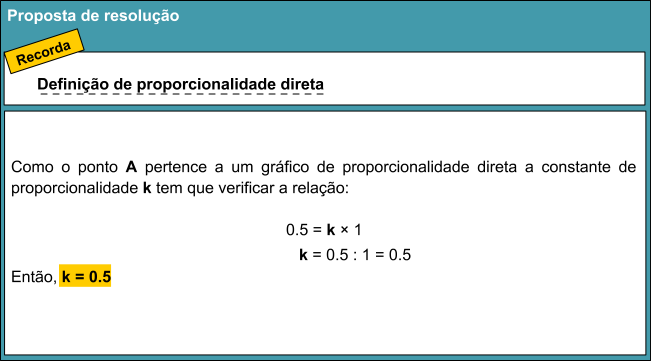 Proposta de resolução
Recorda
Definição de proporcionalidade direta
Como o ponto A pertence a um gráfico de proporcionalidade direta a constante de
proporcionalidade k tem que verificar a relação:
0.5 = k × 1
k = 0.5 : 1 = 0.5
Então, k = 0.5